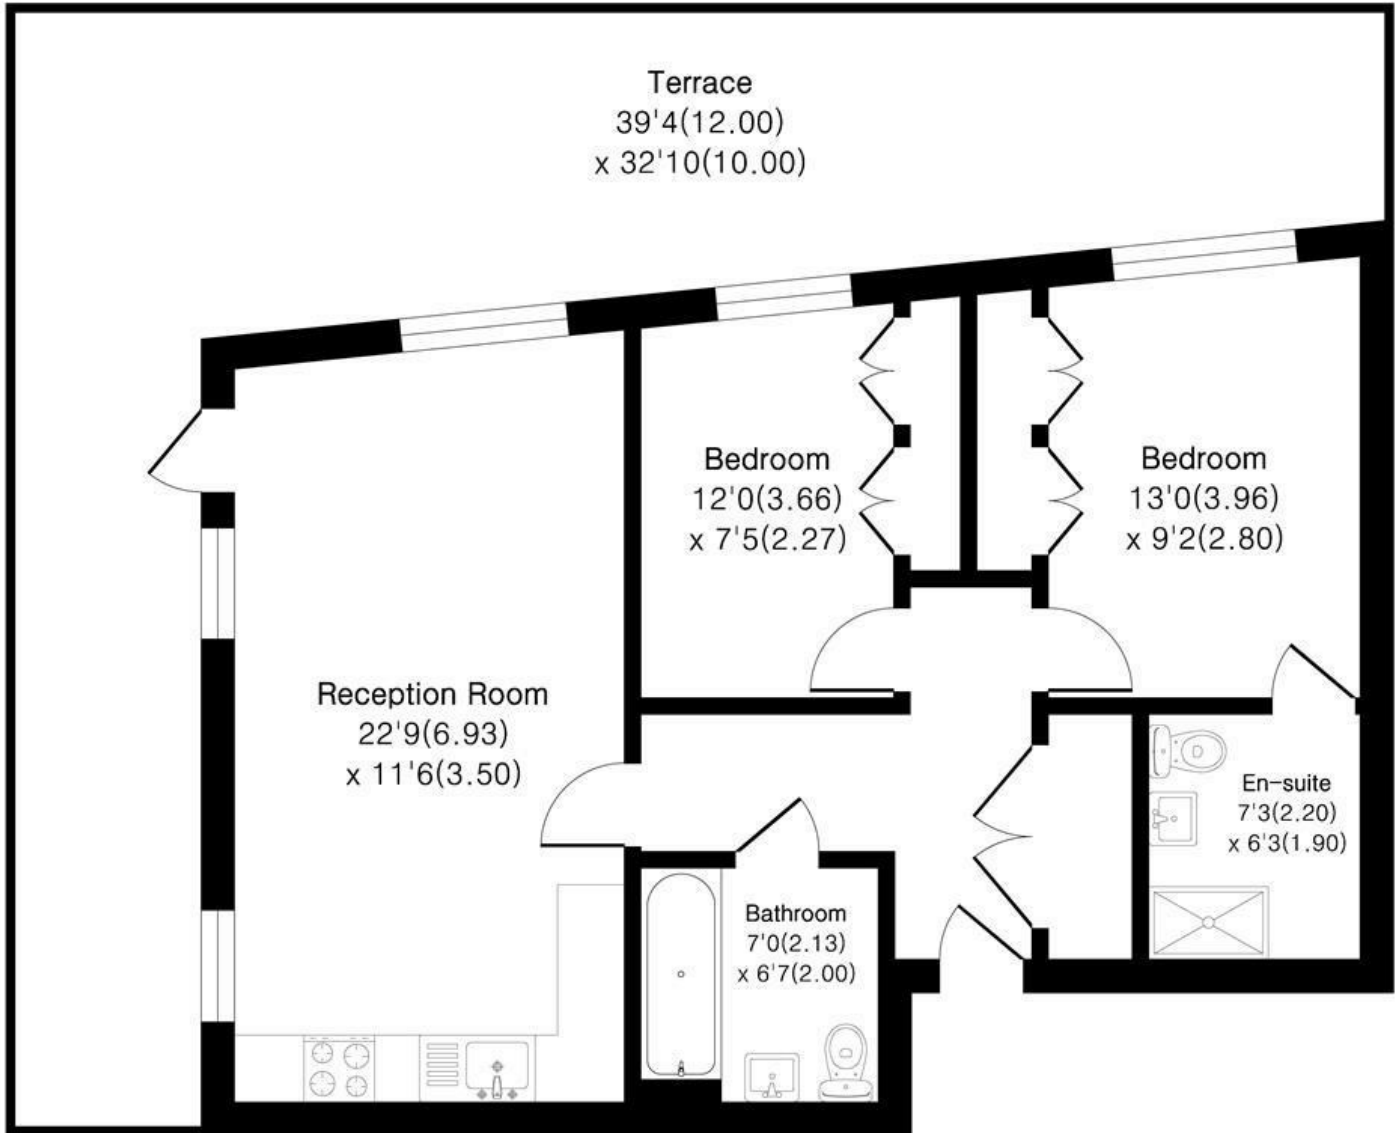 Terrace
39'4(12.00)
x 32'10(10.00)
Bedroom
12'0(3.66)
x 7'5(2.27)
Bedroom
13'0(3.96)
x 9'2(2.80)
Reception Room
22'9(6.93)
x 11'6(3.50)
En-suite
7'3(2.20)
x 6'3(1.90)
Bathroom
7'0(2.13)
x 6'7(2.00)